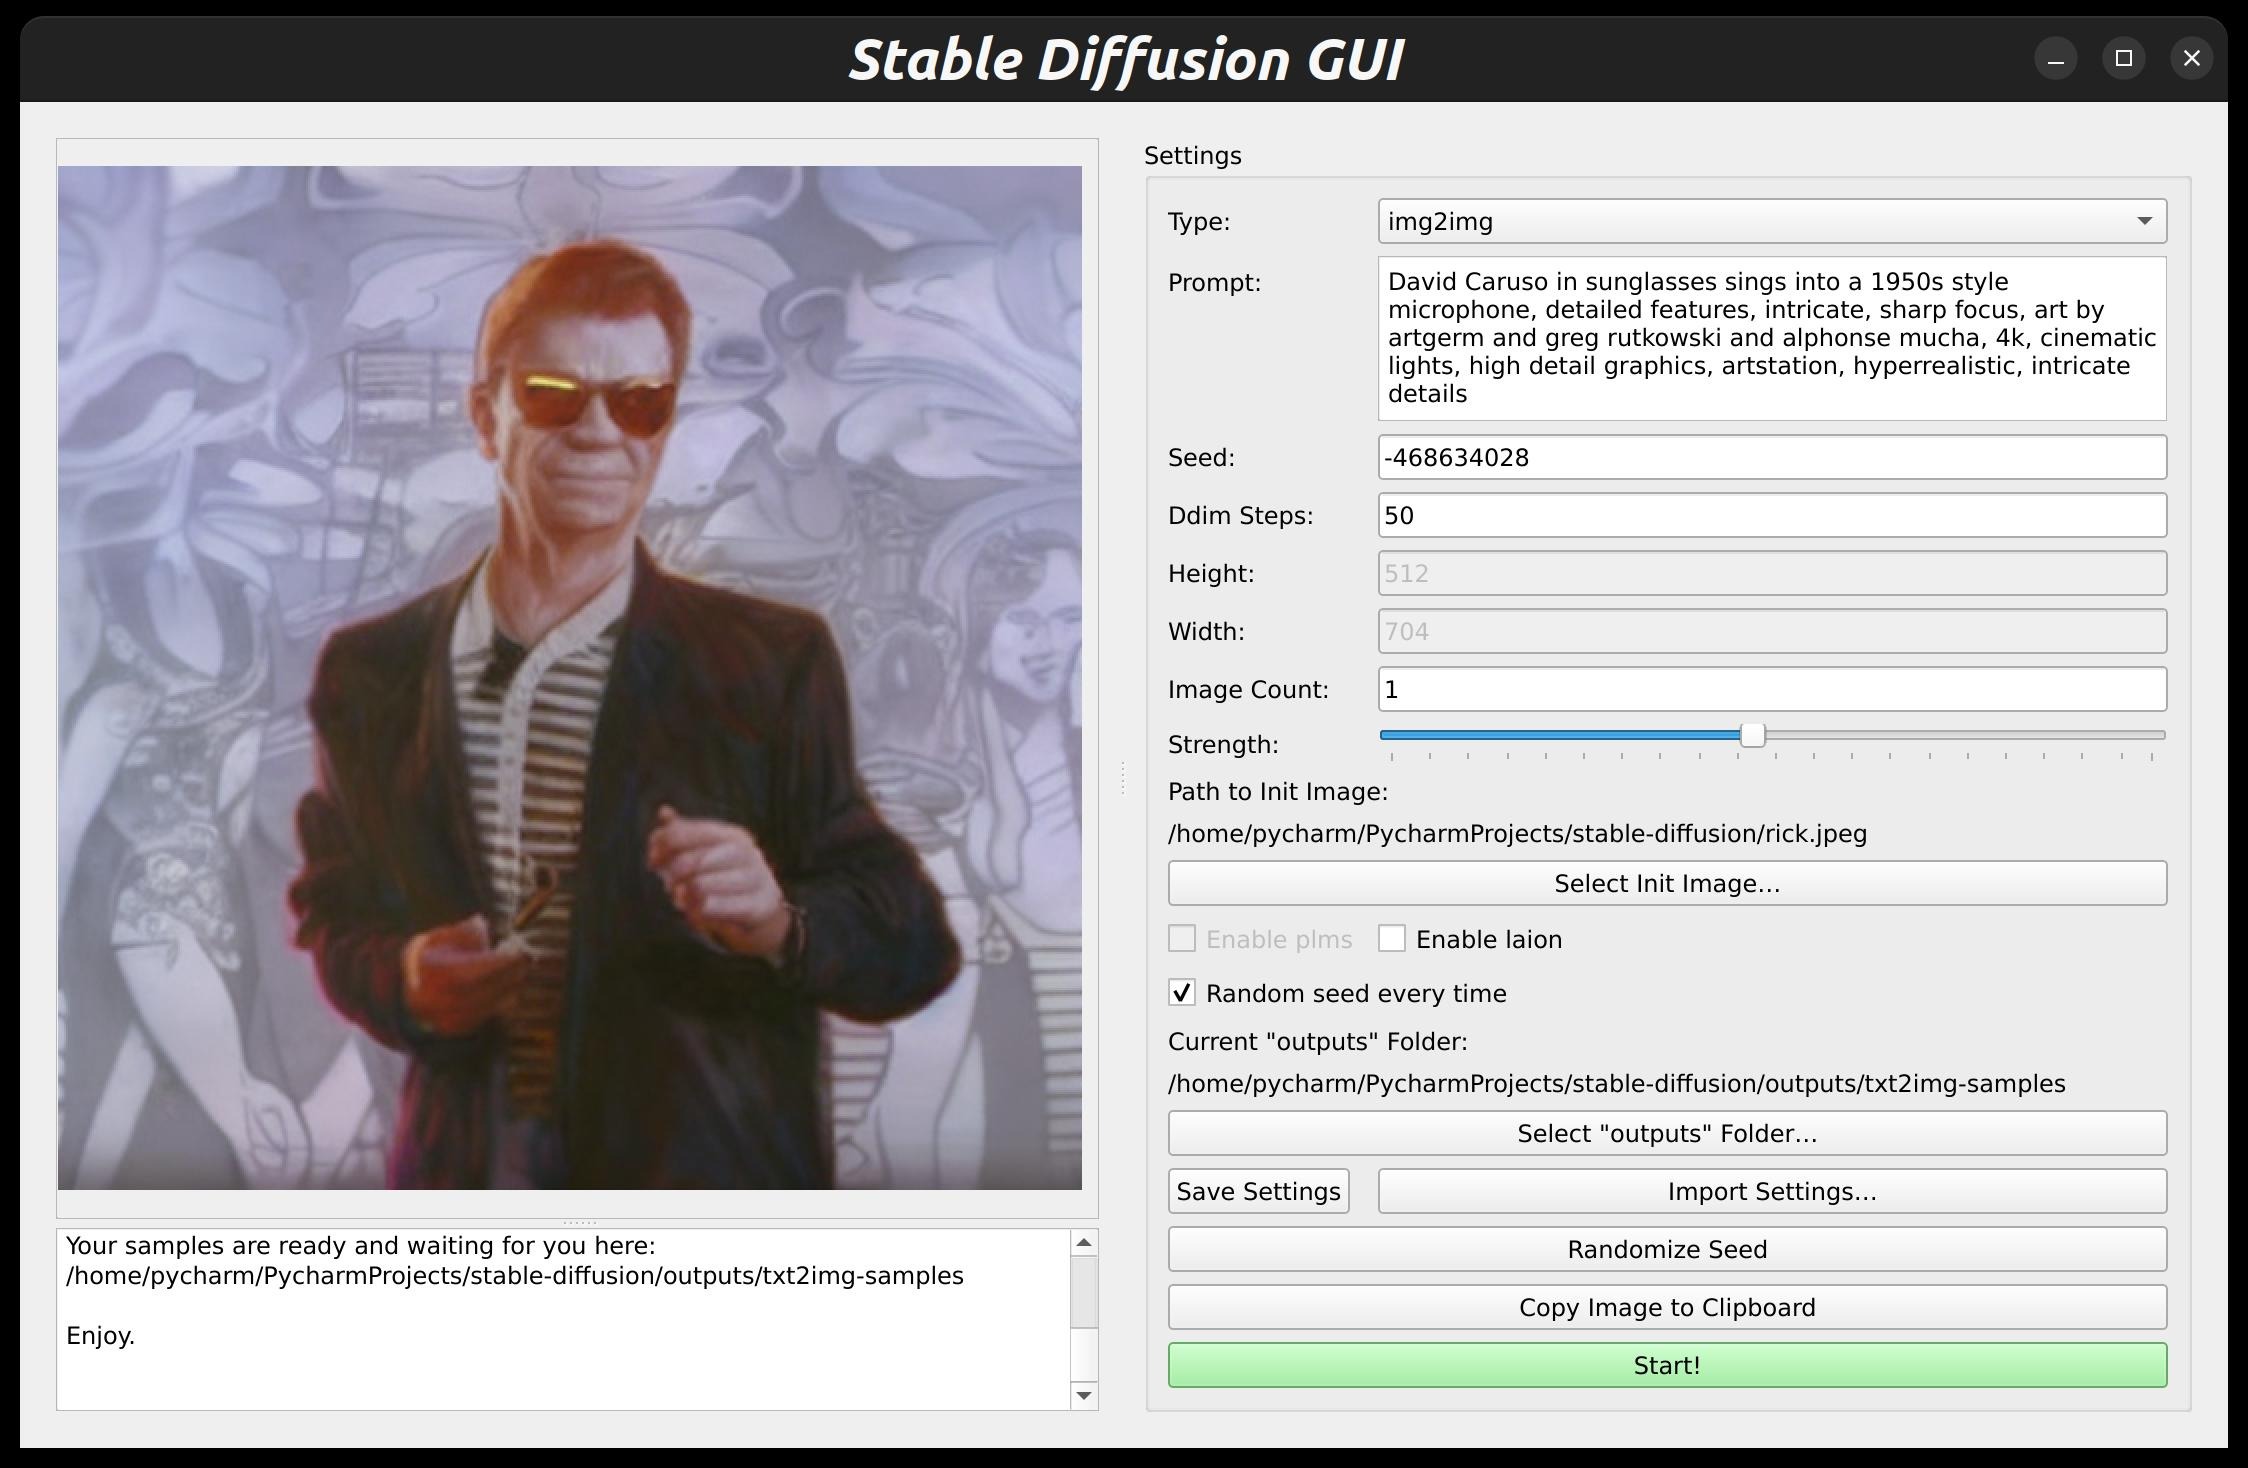 Stable Diffusion GUI
Settings
Type:
img2img
Prompt:
David Caruso in sunglasses sings into a 1950s style
microphone, detailed features, intricate, sharp focus, art by
artgerm and greg rutkowski and alphonse mucha, 4k, cinematic
lights, high detail graphics, artstation, hyperrealistic, intricate
details
Seed:
-468634028
Ddim Steps:
50
Height:
512
Width:
704
Image Count:
1
Strength:
Path to Init Image:
/home/pycharm/PycharmProjects/stable-diffusion/rick.jpeg
Select Init Image...
Enable plms
Enable laion
Random seed every time
Current "outputs" Folder:
/home/pycharm/PycharmProjects/stable-diffusion/outputs/txt2img-samples
Select "outputs" Folder...
Save Settings
Import Settings...
Randomize Seed
Copy Image to Clipboard
Start!
Your samples are ready and waiting for you here:
/home/pycharm/PycharmProjects/stable-diffusion/outputs/txt2img-samples
Enjoy.